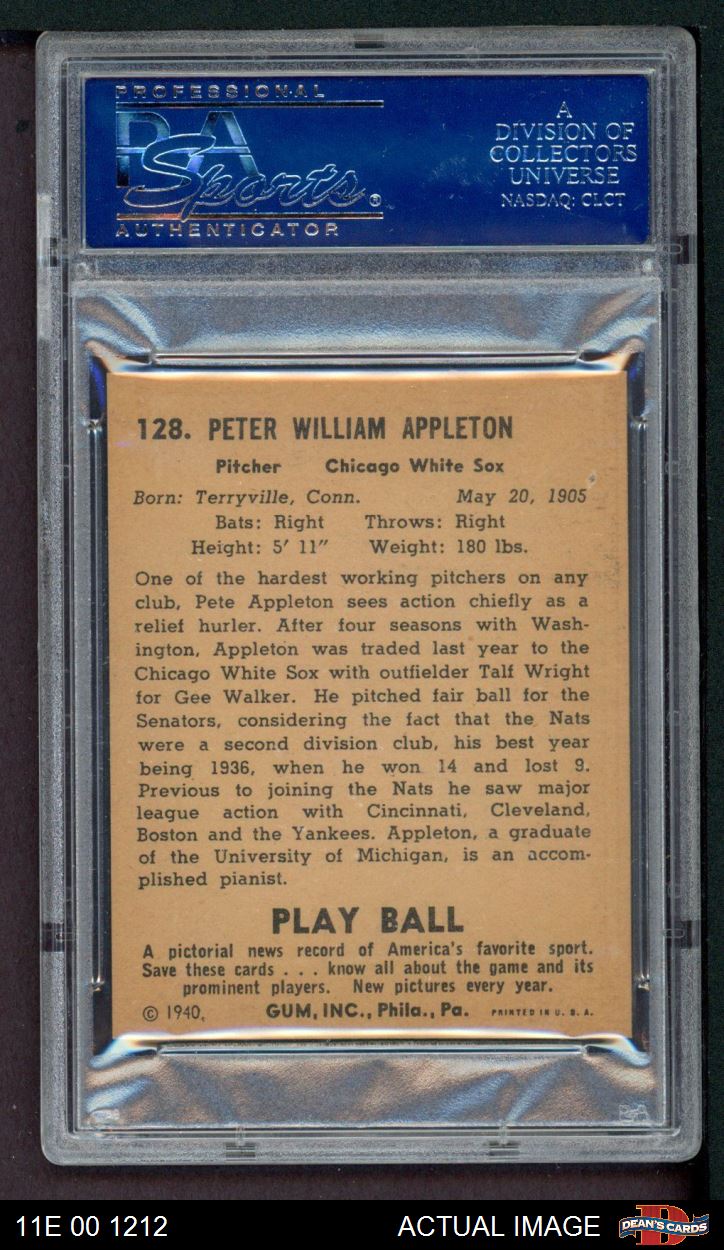 PROFESSIONAL
PSA
Sports ®
AUTHENTICATOR
A
DIVISION OF
COLLECTORS
UNIVERSE
NASDAQ: CLCT
128. PETER WILLIAM APPLETON
Pitcher Chicago White Sox
Born: Terryville, Conn. May 20, 1905
Bats: Right Throws: Right
Height: 5' 11" Weight: 180 lbs.
One of the hardest working pitchers on any
club, Pete Appleton sees action chiefly as a
relief hurler. After four seasons with Wash-
ington, Appleton was traded last year to the
Chicago White Sox with outfielder Talf Wright
for Gee Walker. He pitched fair ball for the
Senators, considering the fact that the Nats
were a second division club, his best year
being 1936, when he won 14 and lost 9.
Previous to joining the Nats he saw major
league action with Cincinnati, Cleveland,
Boston and the Yankees. Appleton, a graduate
of the University of Michigan, is an accom-
plished pianist.
PLAY BALL
A pictorial news record of America's favorite sport.
Save these cards . . . know all about the game and its
prominent players. New pictures every year.
© 1940, GUM, INC., Phila., Pa. PRINTED IN U. S. A.
11E 00 1212 ACTUAL IMAGE DEAN'S CARDS